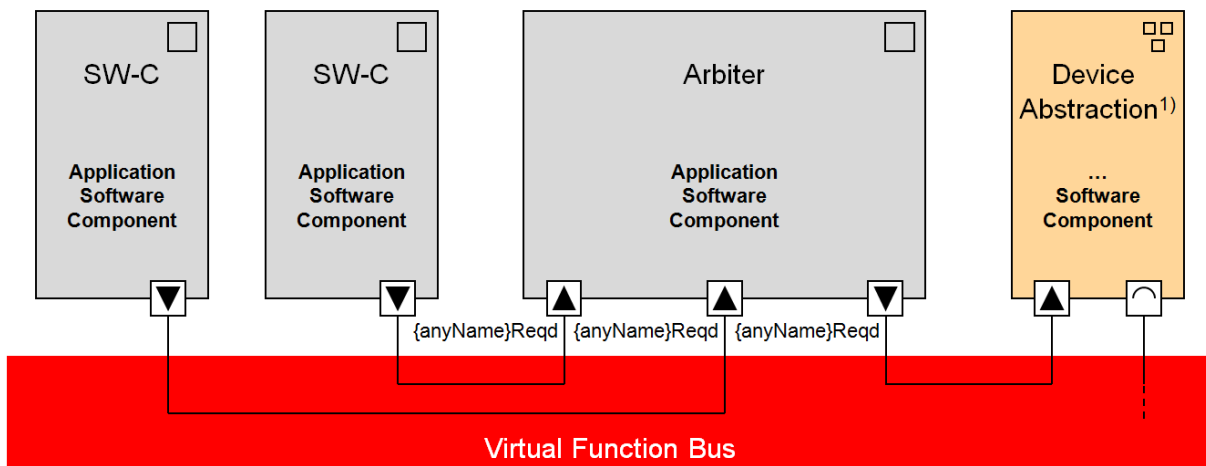 SW-C
Application
Software
Component
SW-C
Application
Software
Component
Arbiter
Application
Software
Component
Device
Abstraction1)
...
Software
Component
{anyName}Reqd
{anyName}Reqd
{anyName}Reqd
Virtual Function Bus